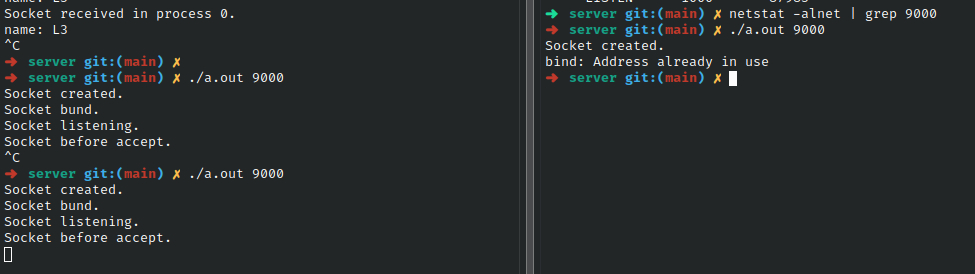 Socket received in process 0.
name: L3
^C
→ server git:(main) ✗
→ server git:(main) ✗ ./a.out 9000
Socket created.
Socket bund.
Socket listening.
Socket before accept.
^C
→ server git:(main) ✗ ./a.out 9000
Socket created.
Socket bund.
Socket listening.
Socket before accept.
→ server git:(main) ✗ netstat -alnet | grep 9000
→ server git:(main) ✗ ./a.out 9000
Socket created.
bind: Address already in use
→ server git:(main) ✗